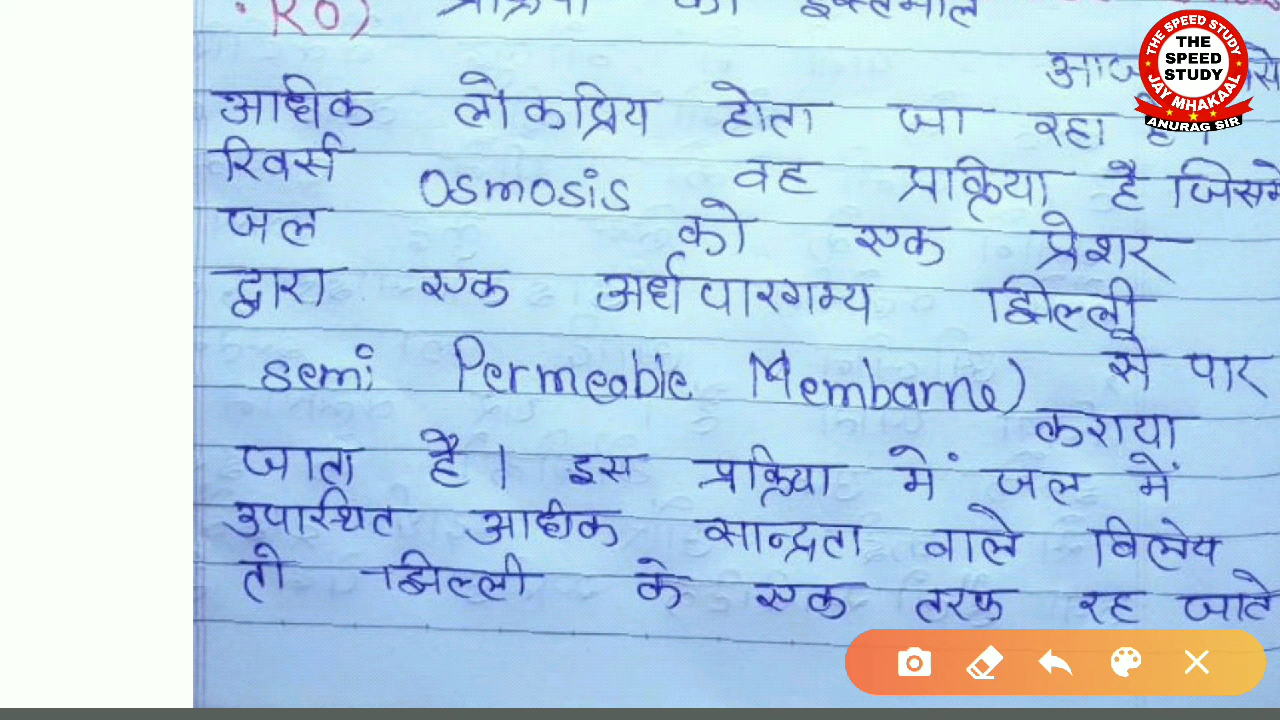 • RO) प्रक्रिया का इस्तेमाल
आज
अधिक लोकप्रिय होता जा रहा है
रिवर्स Osmosis वह प्रक्रिया है जिसमे
जल को एक प्रेशर
द्वारा एक अर्धपारगम्य झिल्ली
semi Permeable Membarne) से पार
कराया
जाता है। इस प्रक्रिया में जल में
उपस्थित अधिक सान्द्रता वाले विलेय
तो झिल्ली के एक तरफ रह जाते
THE SPEED STUDY
THE
SPEED
STUDY
JAY MHAKAAL
ANURAG SIR